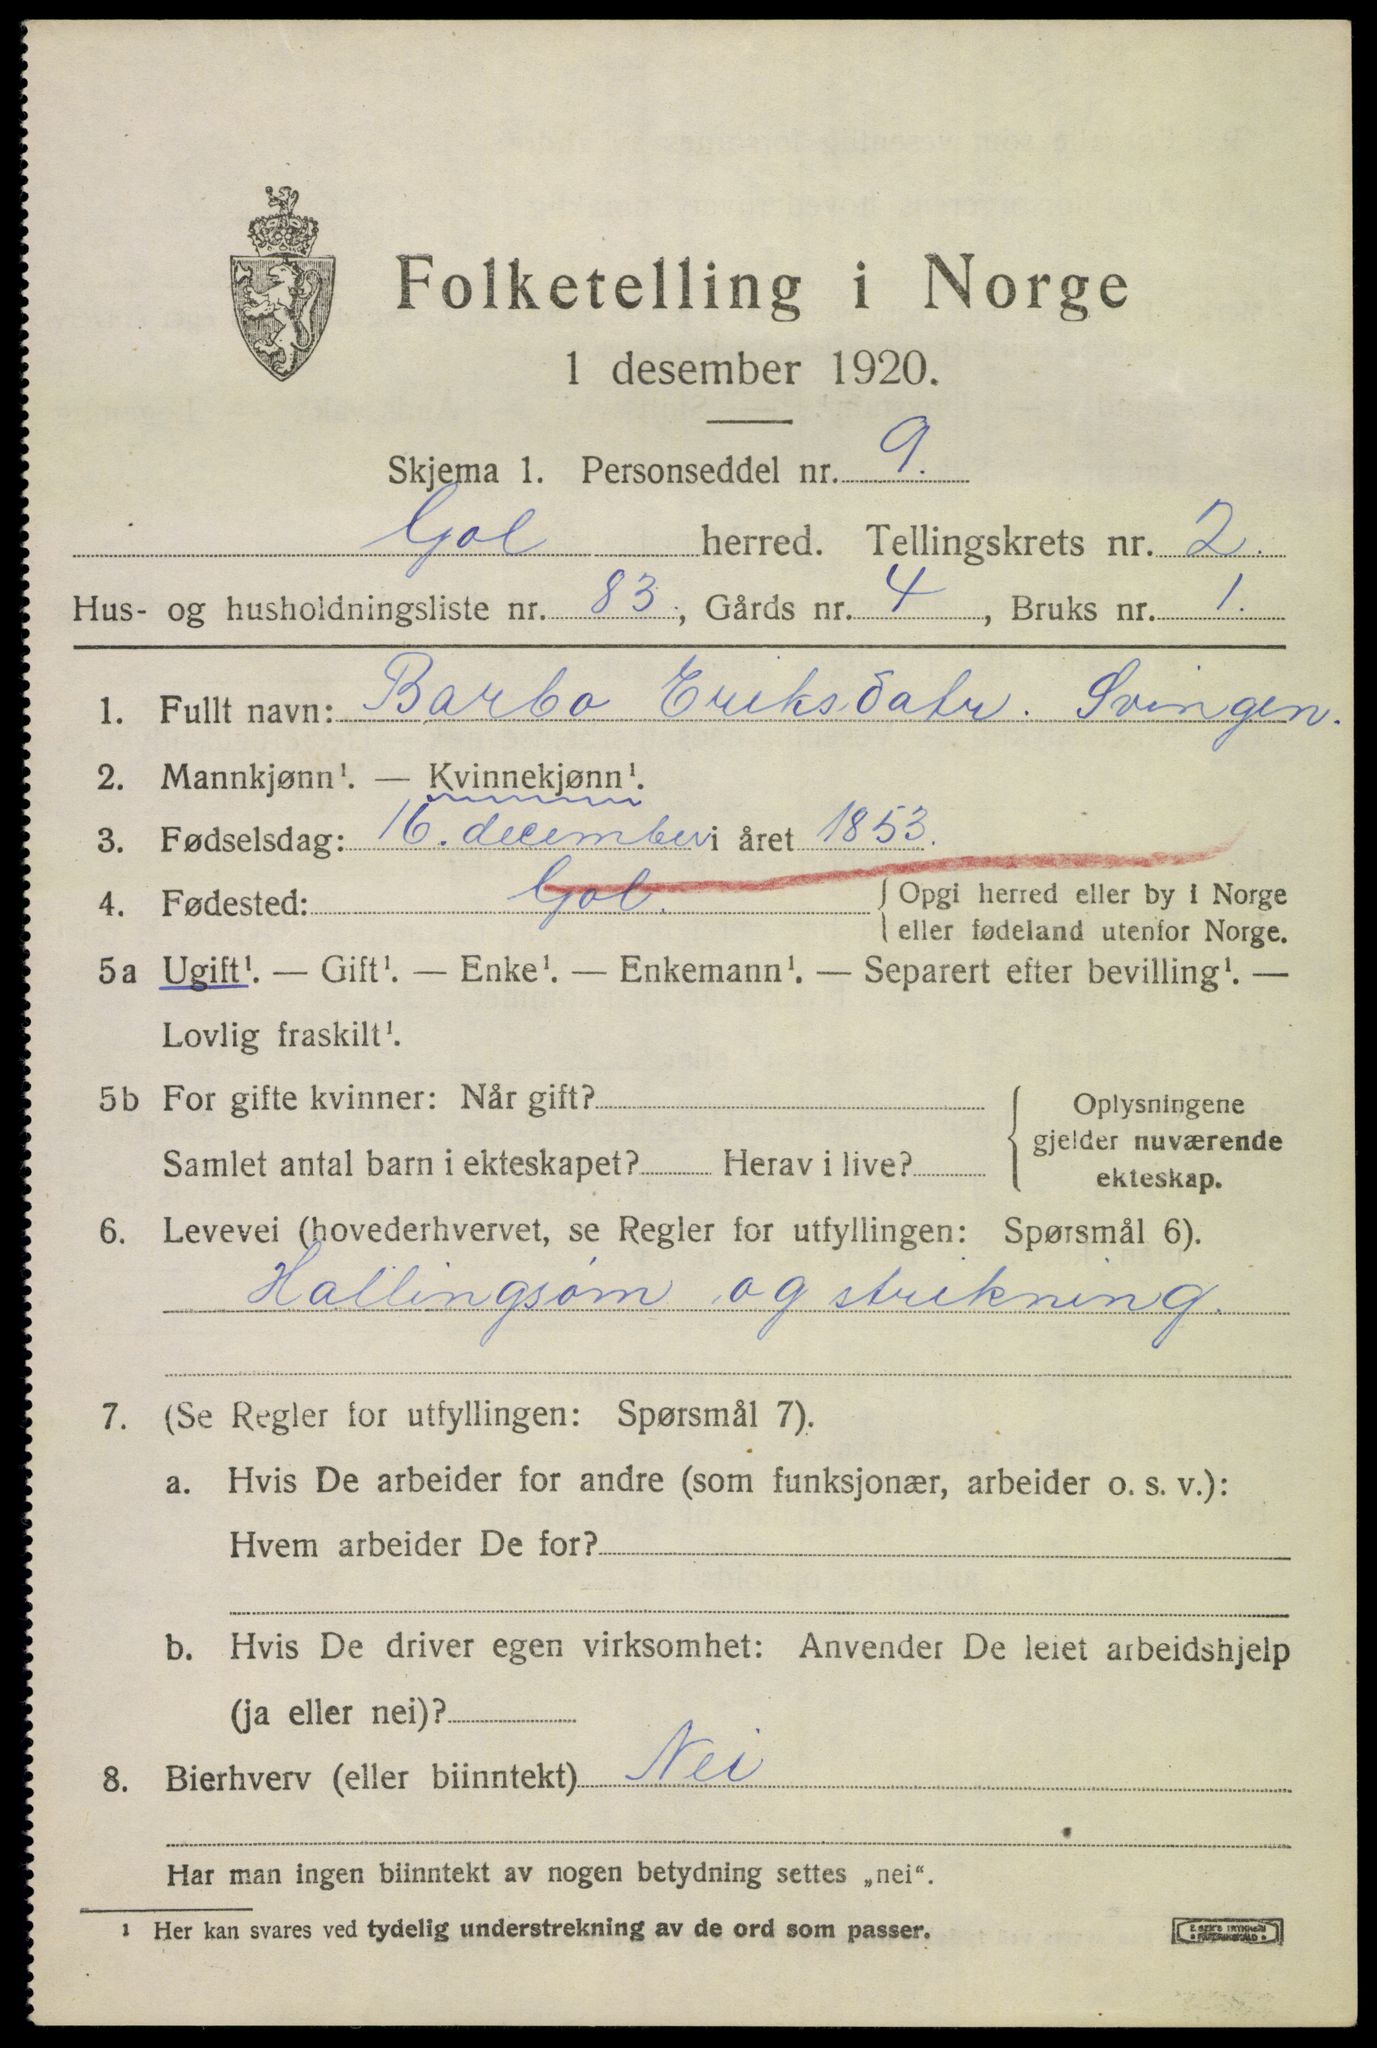 Folketelling i Norge
1 desember 1920.
Skjema 1. Personseddel nr. 9.
Gol herred. Tellingskrets nr. 2.
Hus- og husholdningsliste nr. 83, Gårds nr. 4, Bruks nr. 1.
1. Fullt navn: Barbo Eriksdatr. Svingen.
2. Mannkjønn¹. — Kvinnekjønn¹.
3. Fødselsdag: 16. december i året 1853.
4. Fødested: Gol. { Opgi herred eller by i Norge
eller fødeland utenfor Norge.
5a Ugift¹. — Gift¹. — Enke¹. — Enkemann¹. — Separert efter bevilling¹. —
Lovlig fraskilt¹.
5b For gifte kvinner: Når gift?
Samlet antal barn i ekteskapet? Herav i live?
{ Oplysningene
gjelder nuværende
ekteskap.
6. Levevei (hovederhvervet, se Regler for utfyllingen: Spørsmål 6).
Hallingsøm og strikning.
7. (Se Regler for utfyllingen: Spørsmål 7).
a. Hvis De arbeider for andre (som funksjonær, arbeider o. s. v.):
Hvem arbeider De for?
b. Hvis De driver egen virksomhet: Anvender De leiet arbeidshjelp
(ja eller nei)?
8. Bierhverv (eller biinntekt) Nei
Har man ingen biinntekt av nogen betydning settes „nei“.
¹ Her kan svares ved tydelig understrekning av de ord som passer.